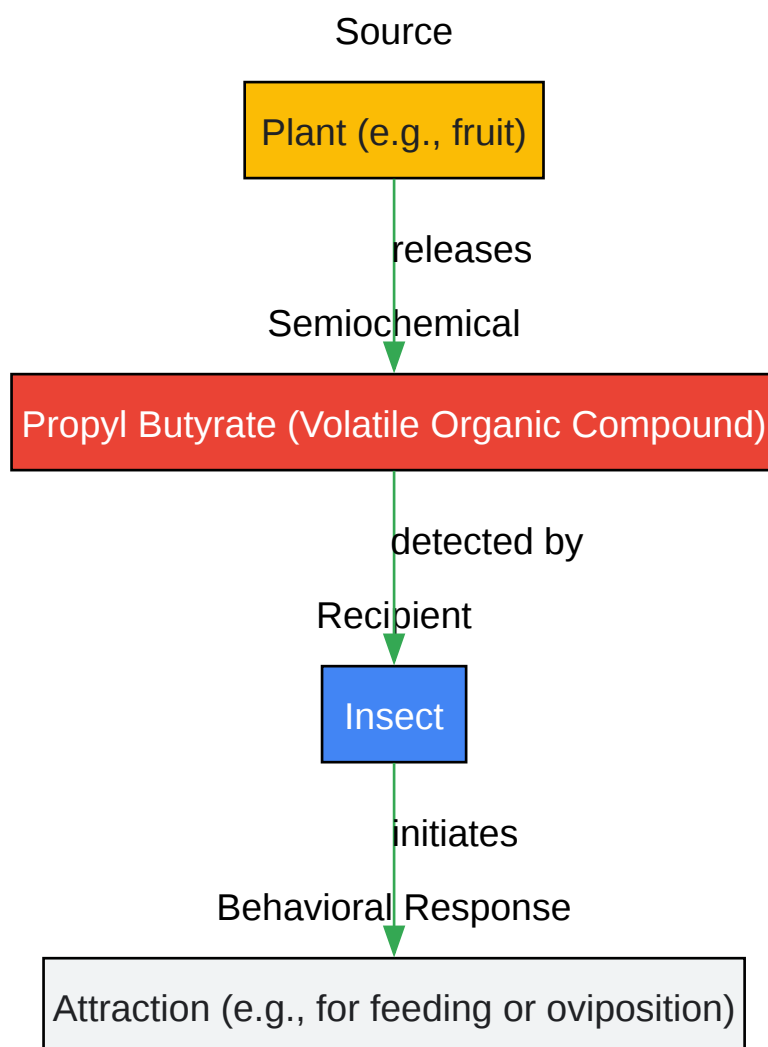 Source
Plant (e.g., fruit)
releases
Semiochemical
Propyl Butyrate (Volatile Organic Compound)
detected by
Recipient
Insect
initiates
Behavioral Response
Attraction (e.g., for feeding or oviposition)